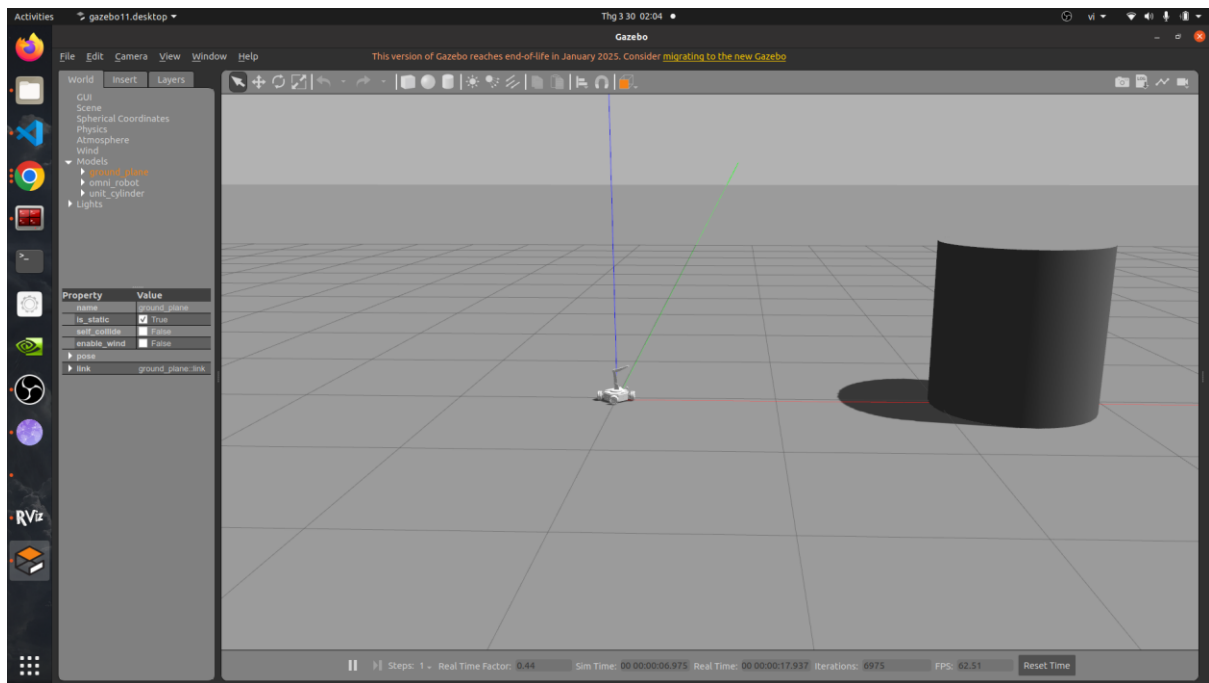 Activities gazebo11.desktop Thg 3 30 02:04 vi
Gazebo
File Edit Camera View Window Help This version of Gazebo reaches end-of-life in January 2025. Consider migrating to the new Gazebo
World Insert Layers
GUI
Scene
Spherical Coordinates
Physics
Atmosphere
Wind
Models
ground_plane
omni_robot
unit_cylinder
Lights
Property Value
name ground_plane
is_static True
self_collide False
enable_wind False
pose
link ground_plane::link
RViz
Steps: 1 Real Time Factor: 0.44 Sim Time: 00 00:00:06.975 Real Time: 00 00:00:17.937 Iterations: 6975 FPS: 62.51 Reset Time